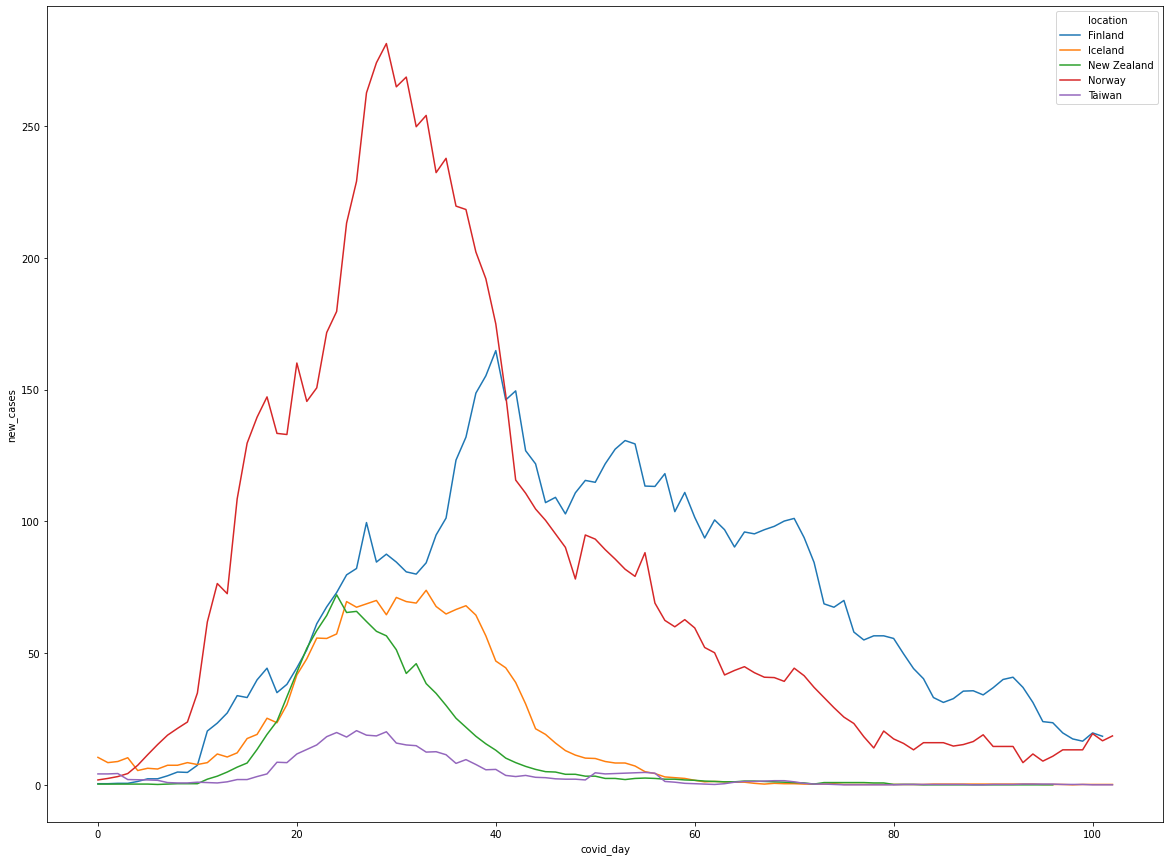 location
Finland
Iceland
New Zealand
Norway
Taiwan
250
200
150
100
50
0
new_cases
0 20 40 60 80 100
covid_day